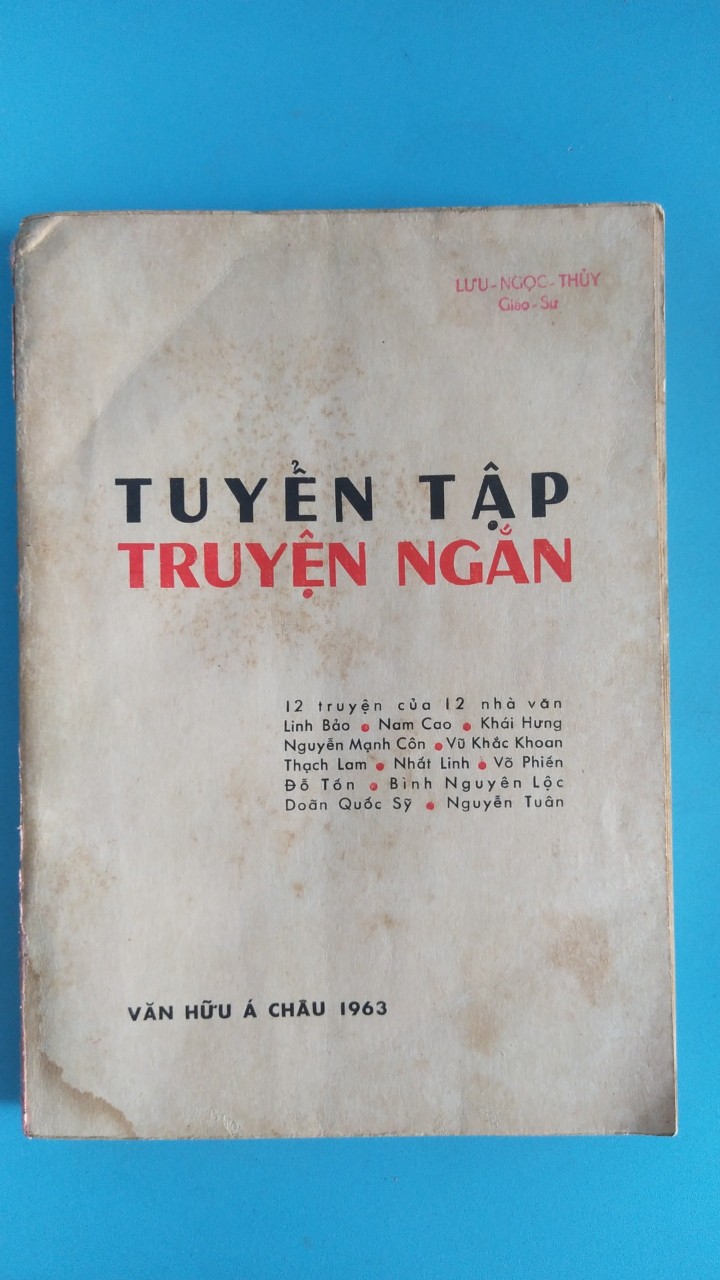 LƯU-NGỌC-THỦY
Giáo-Sư
TUYỂN TẬP
TRUYỆN NGẮN
12 truyện của 12 nhà văn
Linh Bảo • Nam Cao • Khái Hưng
Nguyễn Mạnh Côn • Vũ Khắc Khoan
Thạch Lam • Nhất Linh • Võ Phiến
Đỗ Tốn • Bình Nguyên Lộc
Doãn Quốc Sỹ • Nguyễn Tuân
VĂN HỮU Á CHÂU 1963